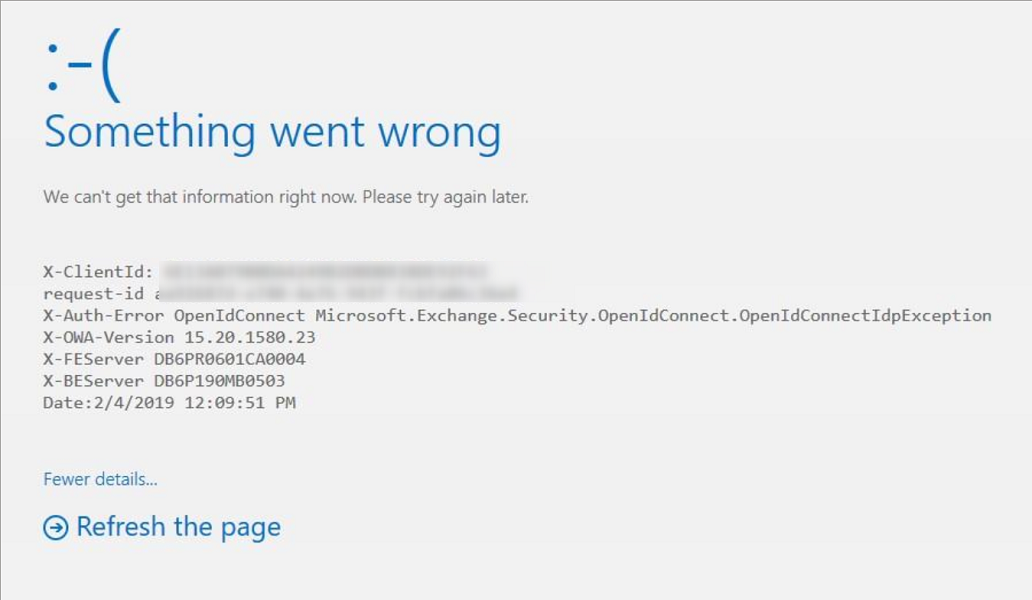 :-(
Something went wrong
We can't get that information right now. Please try again later.
X-ClientId:
request-id
X-Auth-Error OpenIdConnect Microsoft.Exchange.Security.OpenIdConnect.OpenIdConnectIdpException
X-OWA-Version 15.20.1580.23
X-FEServer DB6PR0601CA0004
X-BEServer DB6P190MB0503
Date:2/4/2019 12:09:51 PM
Fewer details...
Refresh the page